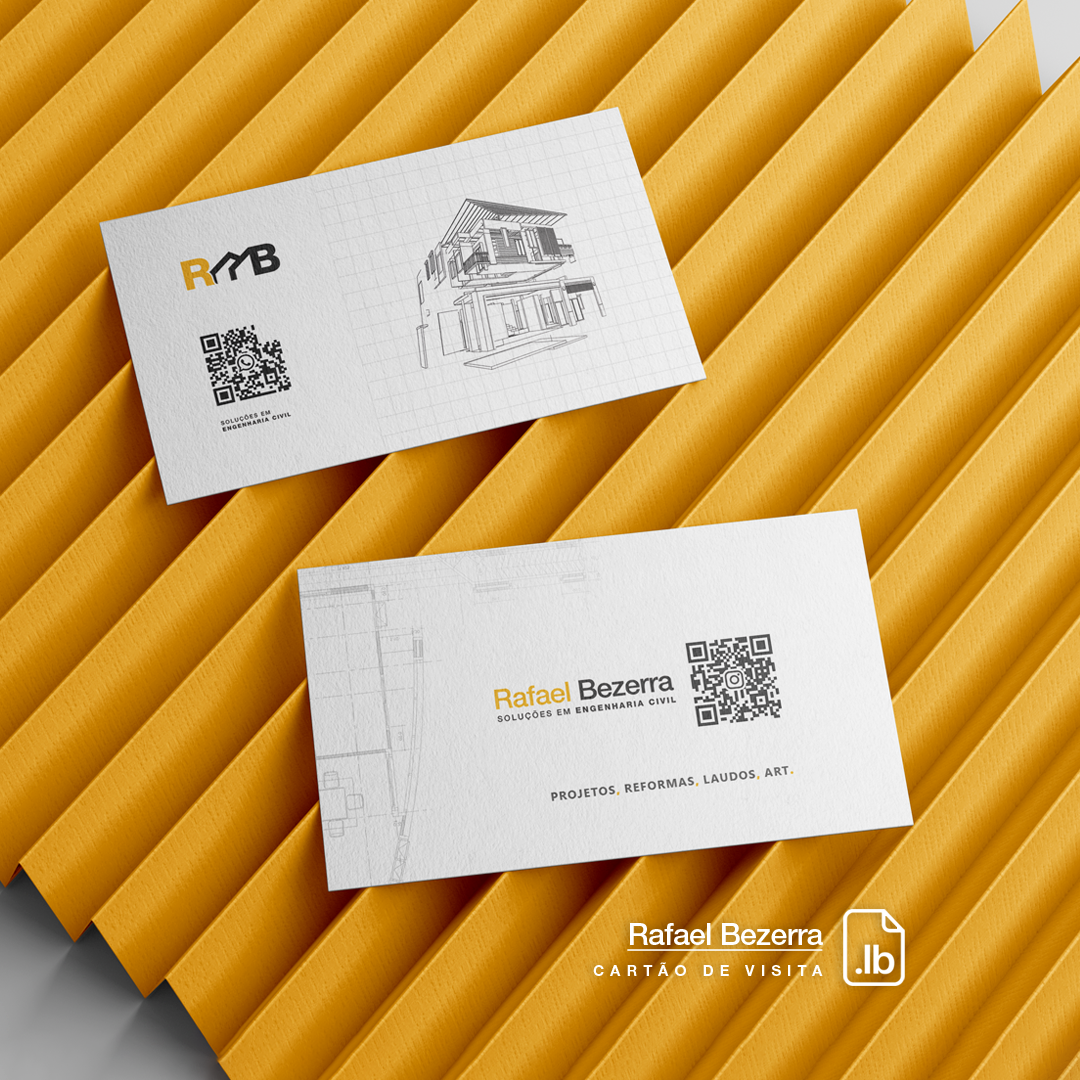 RB
SOLUÇÕES EM
ENGENHARIA CIVIL
Rafael Bezerra
SOLUÇÕES EM ENGENHARIA CIVIL
PROJETOS, REFORMAS, LAUDOS, ART.
Rafael Bezerra
CARTÃO DE VISITA
.lb